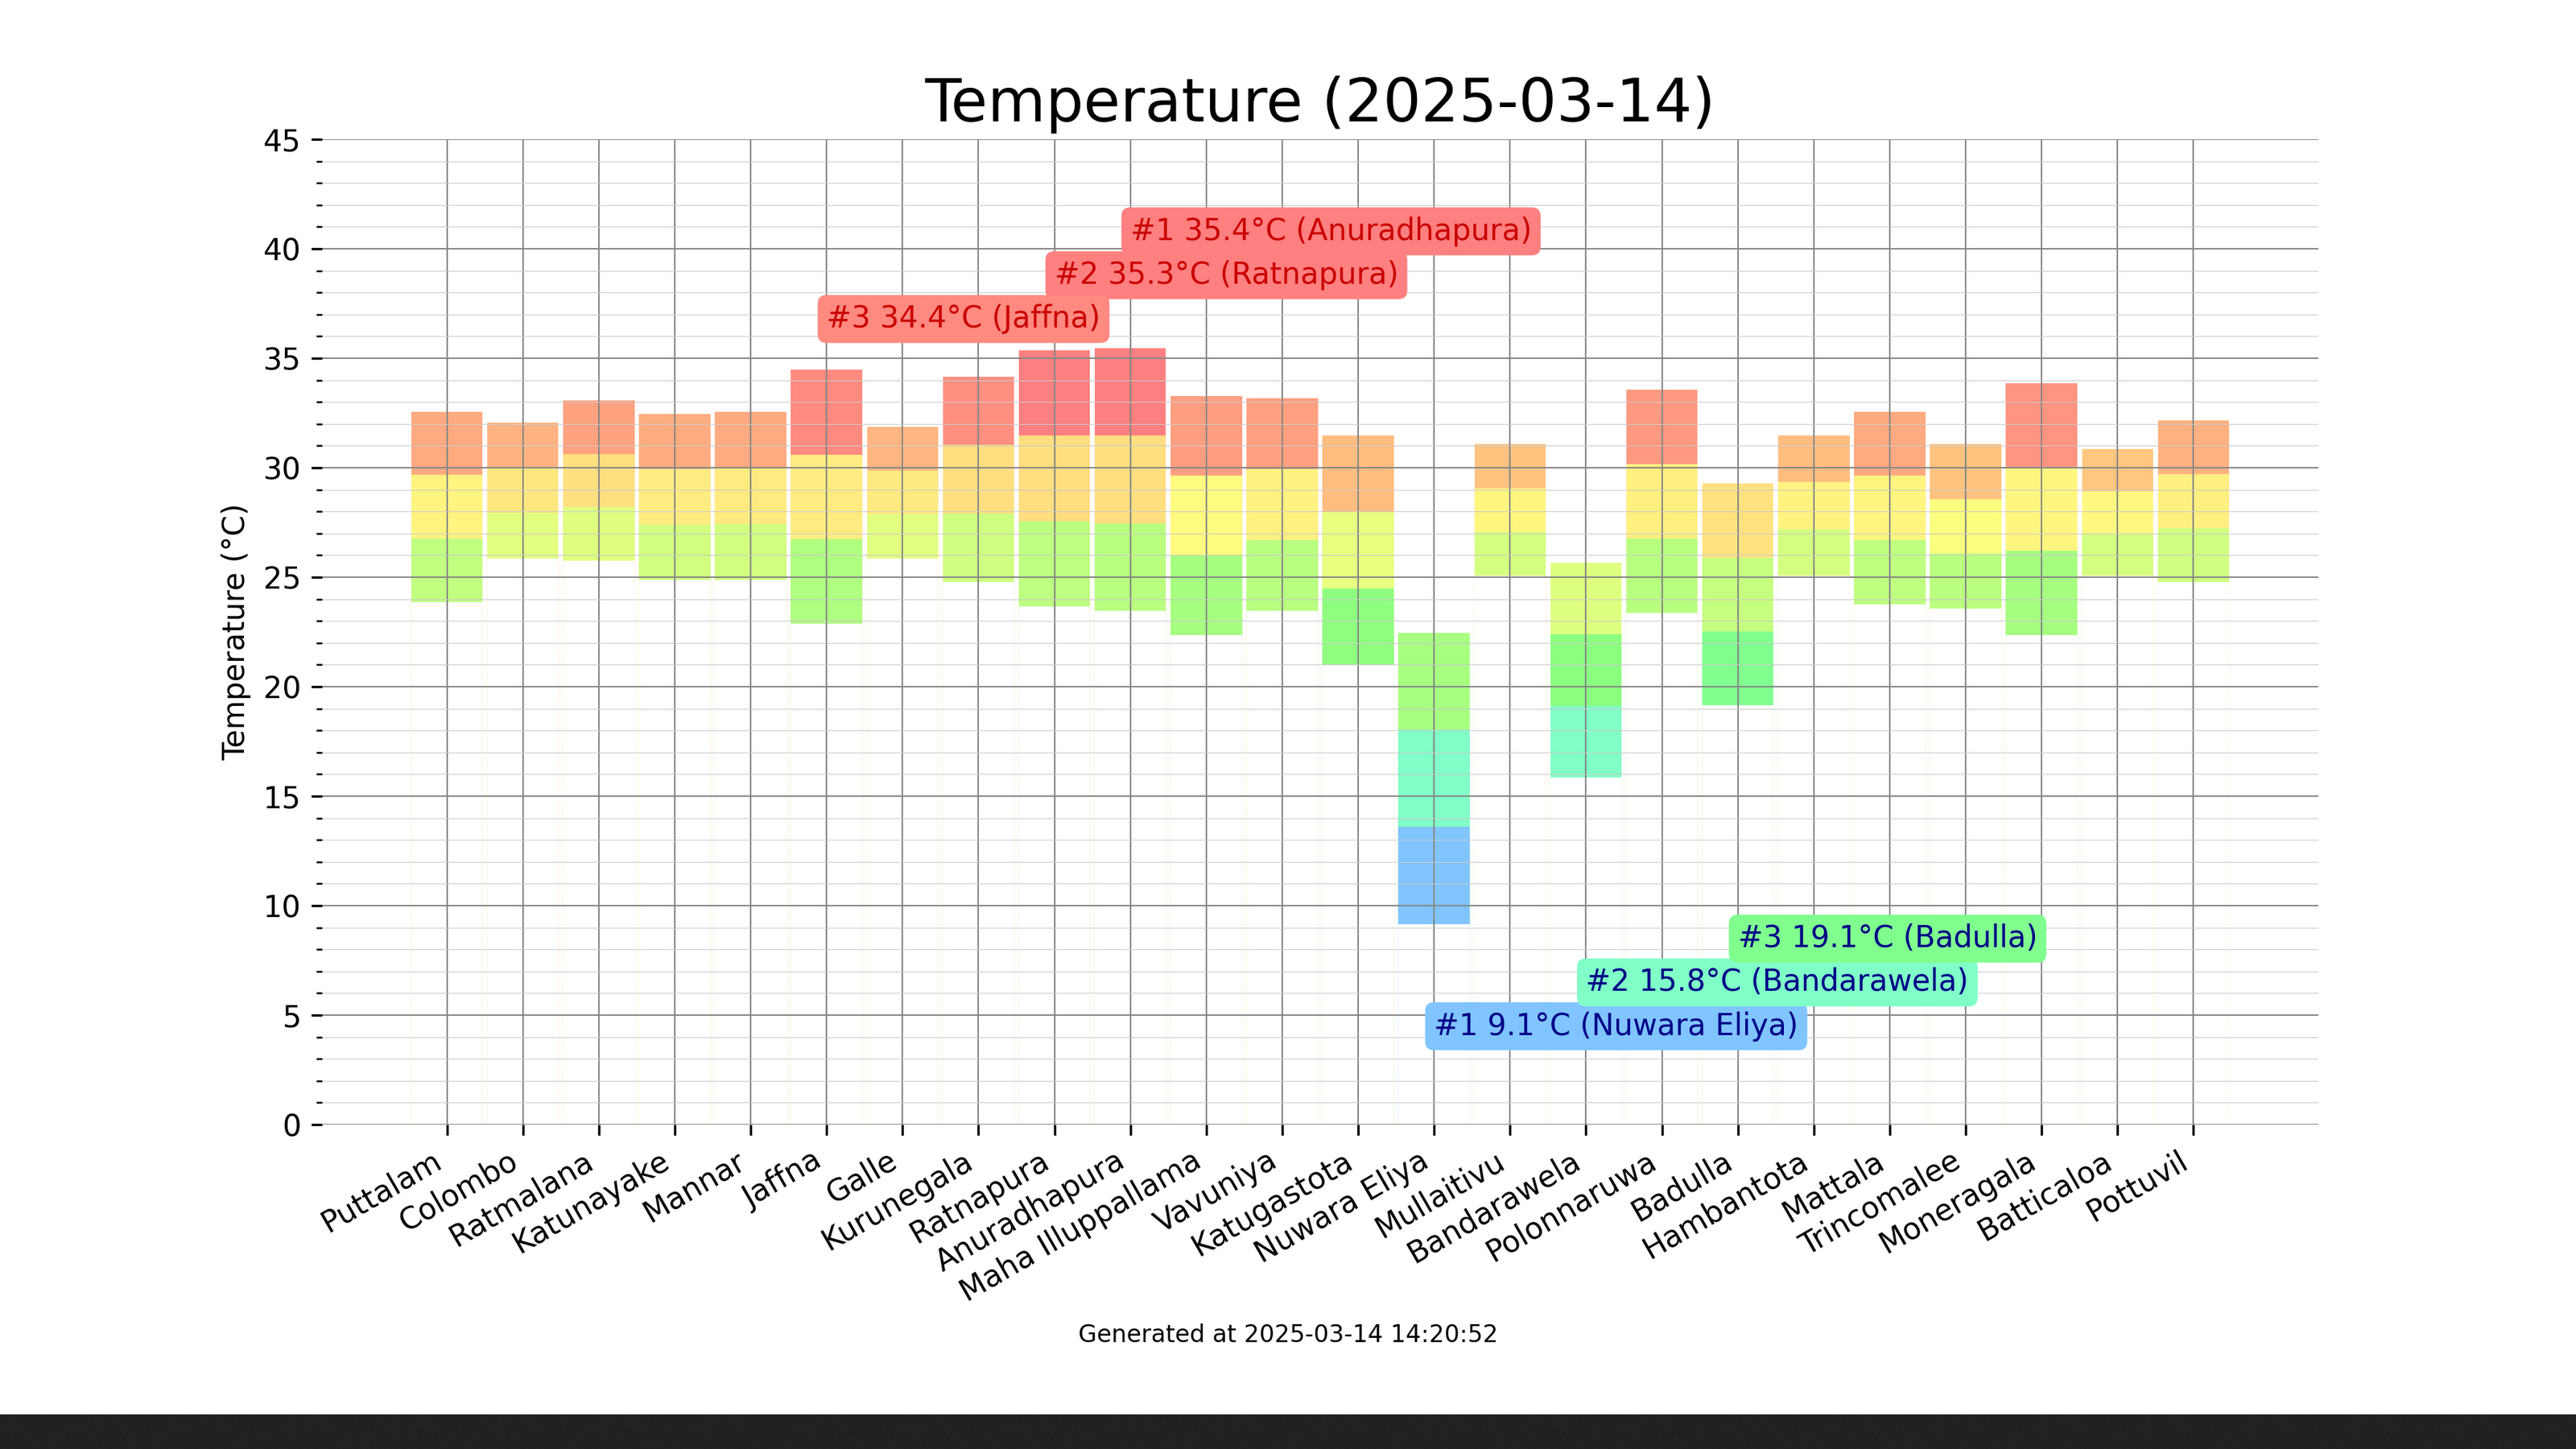 Temperature (2025-03-14)
Temperature (°C)
45
40
35
30
25
20
15
10
5
0
#1 35.4°C (Anuradhapura)
#2 35.3°C (Ratnapura)
#3 34.4°C (Jaffna)
#3 19.1°C (Badulla)
#2 15.8°C (Bandarawela)
#1 9.1°C (Nuwara Eliya)
Puttalam
Colombo
Ratmalana
Katunayake
Mannar
Jaffna
Galle
Kurunegala
Ratnapura
Anuradhapura
Maha Illuppallama
Vavuniya
Katugastota
Nuwara Eliya
Mullaitivu
Bandarawela
Polonnaruwa
Badulla
Hambantota
Mattala
Trincomalee
Moneragala
Batticaloa
Pottuvil
Generated at 2025-03-14 14:20:52